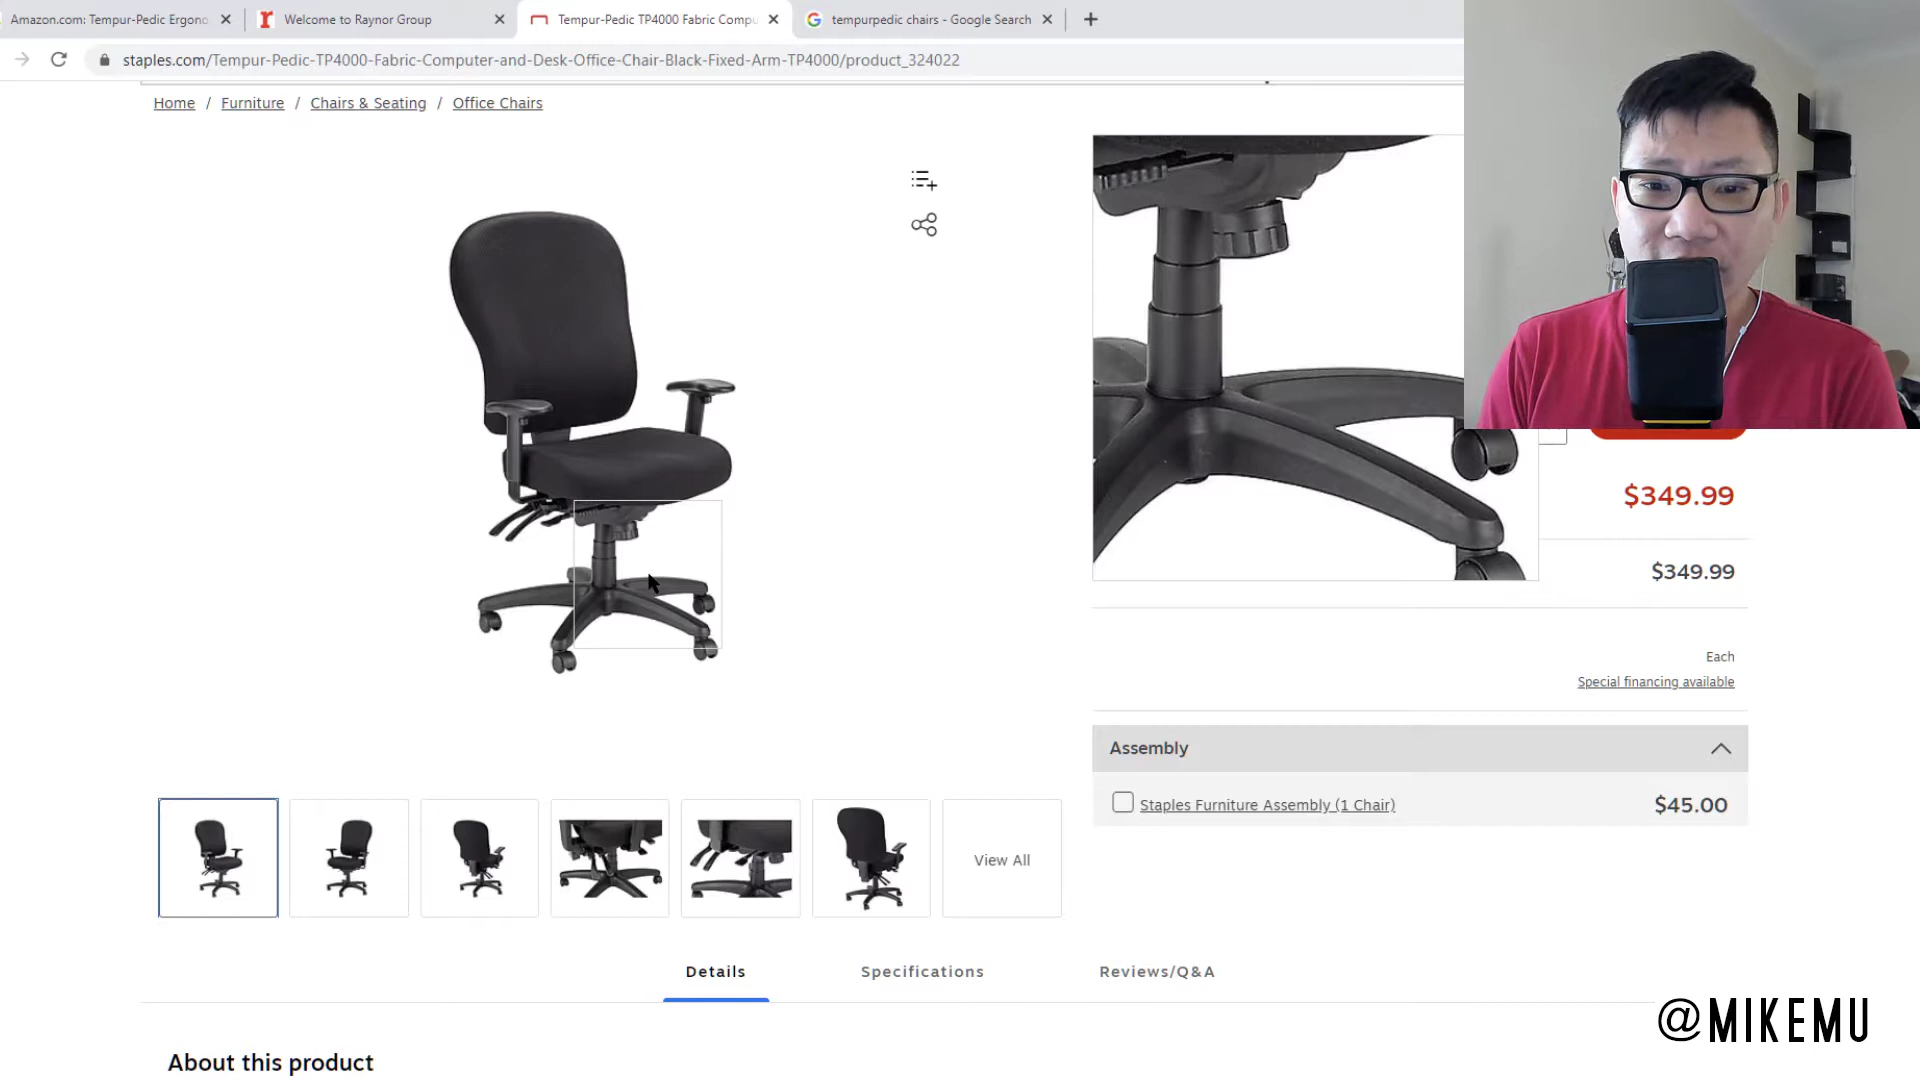 Amazon.com: Tempur-Pedic Ergono
Welcome to Raynor Group
Tempur-Pedic TP4000 Fabric Compu
tempurpedic chairs - Google Search
staples.com/Tempur-Pedic-TP4000-Fabric-Computer-and-Desk-Office-Chair-Black-Fixed-Arm-TP4000/product_324022
Home / Furniture / Chairs & Seating / Office Chairs
$349.99
$349.99
Each
Special financing available
Assembly
Staples Furniture Assembly (1 Chair) $45.00
View All
Details Specifications Reviews/Q&A
@MIKEMU
About this product